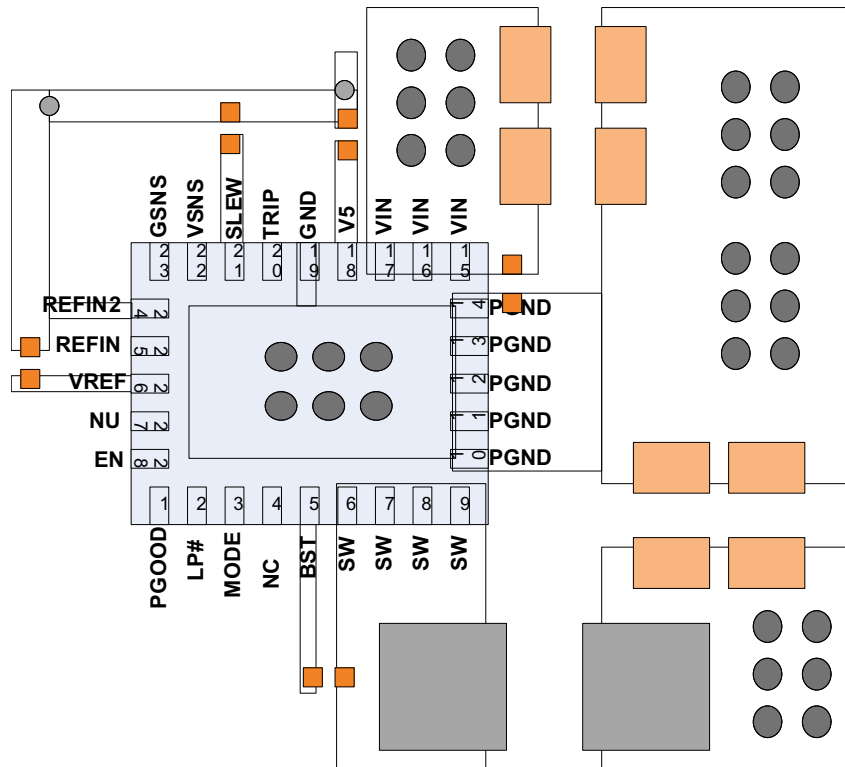 GSNS VSNS SLEW TRIP GND V5 VIN VIN VIN
23 22 21 20 19 18 17 16 15
REFIN2 24 14 PGND
REFIN 25 13 PGND
VREF 26 12 PGND
NU 27 11 PGND
EN 28 10 PGND
1 2 3 4 5 6 7 8 9
PGOOD LP# MODE NC BST SW SW SW SW